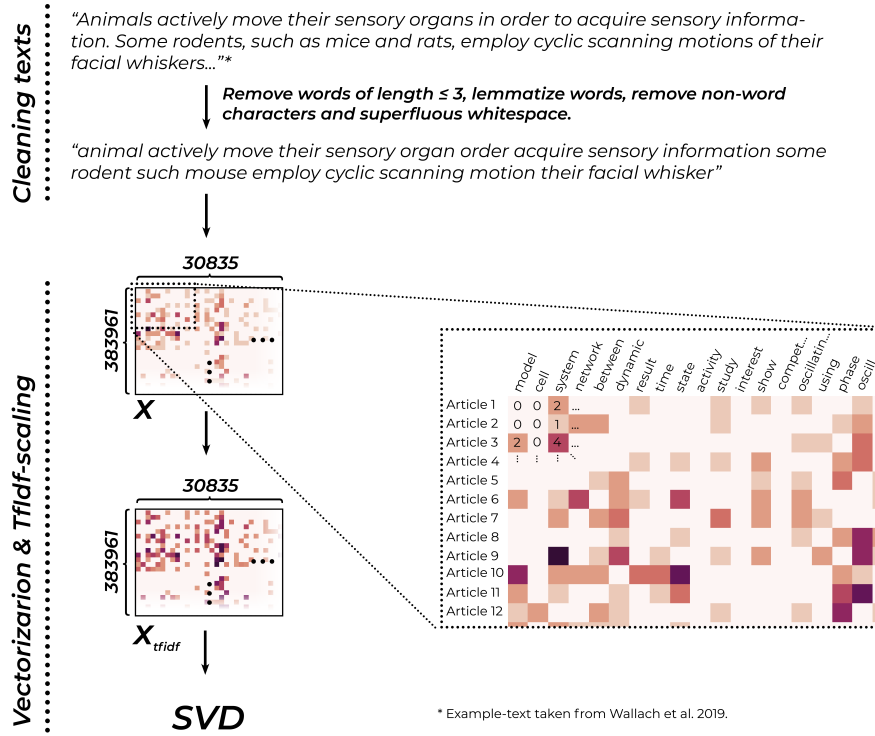 Cleaning texts
“Animals actively move their sensory organs in order to acquire sensory informa-
tion. Some rodents, such as mice and rats, employ cyclic scanning motions of their
facial whiskers...”*
Remove words of length ≤ 3, lemmatize words, remove non-word
characters and superfluous whitespace.
“animal actively move their sensory organ order acquire sensory information some
rodent such mouse employ cyclic scanning motion their facial whisker”
Vectorizarion & TfIdf-scaling
30835
383961
X
30835
383961
X tfidf
SVD
model
cell
system
network
between
dynamic
result
time
state
activity
study
interest
show
compet...
oscillatin...
using
phase
oscill
Article 1 0 0 2 ...
Article 2 0 0 1 ...
Article 3 2 0 4 ...
Article 4
Article 5
Article 6
Article 7
Article 8
Article 9
Article 10
Article 11
Article 12
* Example-text taken from Wallach et al. 2019.